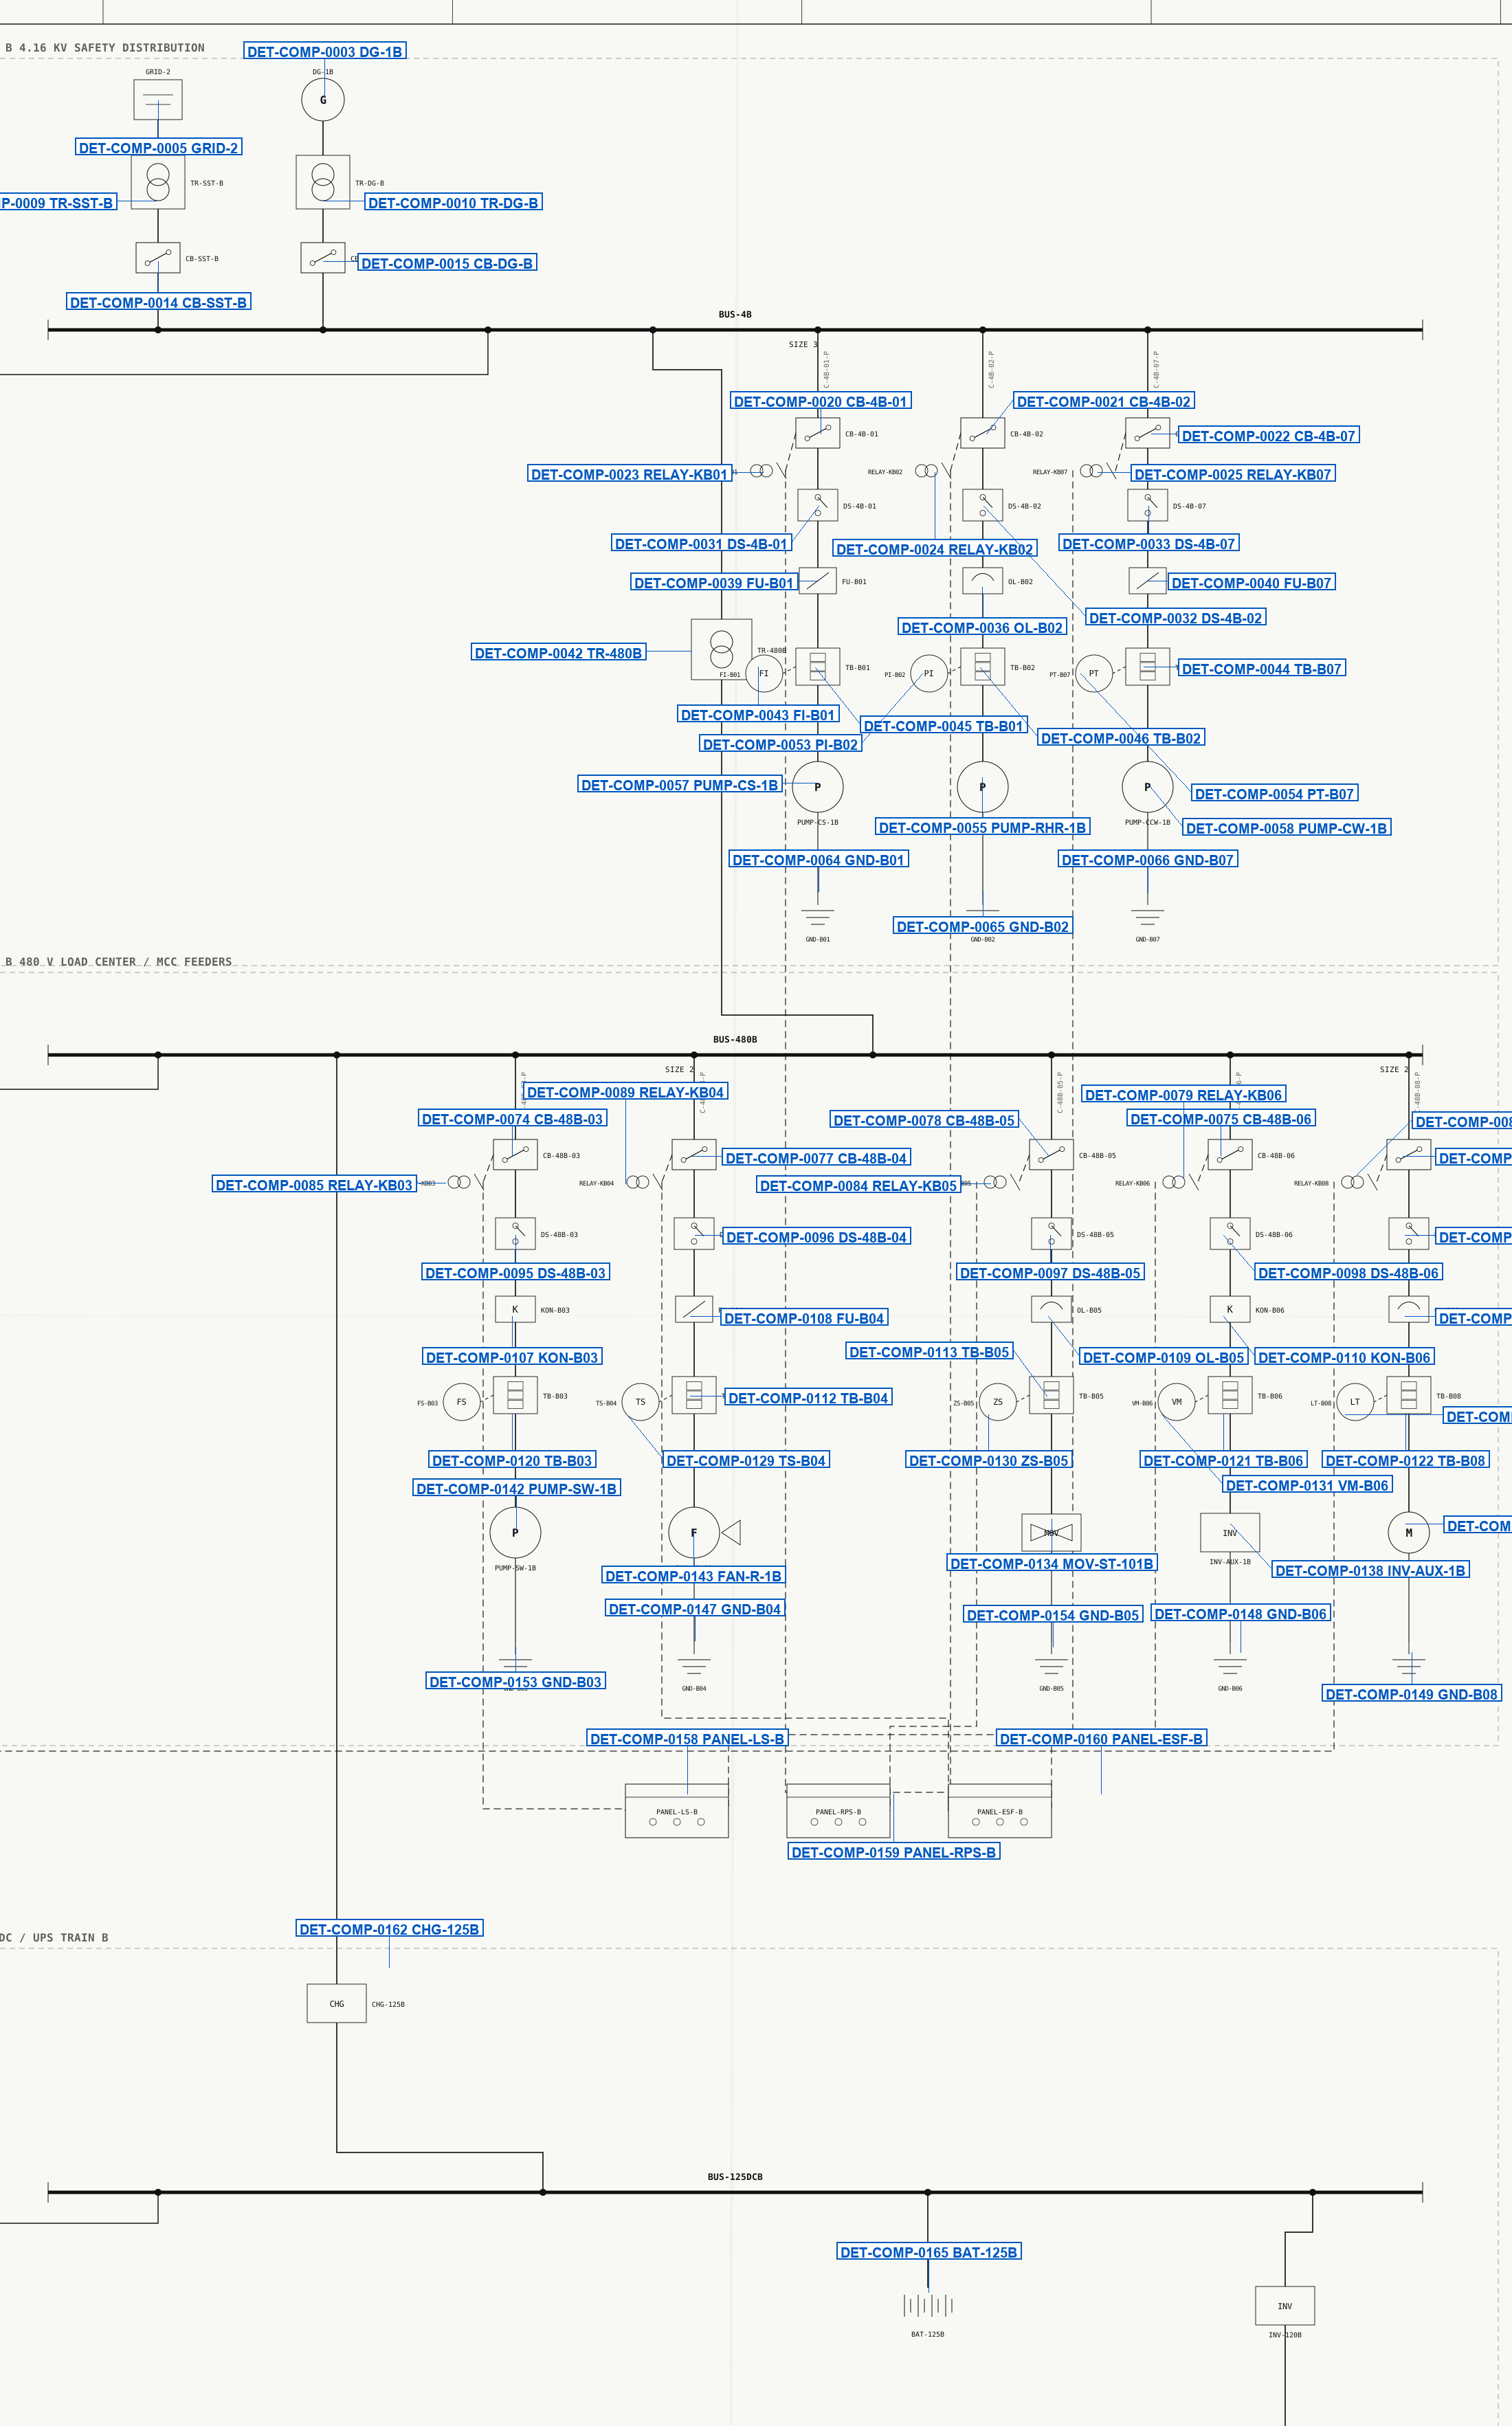 B 4.16 KV SAFETY DISTRIBUTION
DET-COMP-0003 DG-1B
GRID-2
DG-1B
G
DET-COMP-0005 GRID-2
TR-SST-B
TR-DG-B
P-0009 TR-SST-B
DET-COMP-0010 TR-DG-B
CB-SST-B
DET-COMP-0015 CB-DG-B
DET-COMP-0014 CB-SST-B
BUS-4B
SIZE 3
C-4B-01-P
C-4B-02-P
C-4B-07-P
DET-COMP-0020 CB-4B-01
DET-COMP-0021 CB-4B-02
CB-4B-01
CB-4B-02
DET-COMP-0022 CB-4B-07
DET-COMP-0023 RELAY-KB01
RELAY-KB02
RELAY-KB07
DET-COMP-0025 RELAY-KB07
DS-4B-01
DS-4B-02
DS-4B-07
DET-COMP-0031 DS-4B-01
DET-COMP-0024 RELAY-KB02
DET-COMP-0033 DS-4B-07
DET-COMP-0039 FU-B01
FU-B01
OL-B02
DET-COMP-0040 FU-B07
DET-COMP-0032 DS-4B-02
DET-COMP-0036 OL-B02
DET-COMP-0042 TR-480B
TR-480B
TB-B01
TB-B02
DET-COMP-0044 TB-B07
FI-B01
FI
PI-B02
PI
PT-B07
PT
DET-COMP-0043 FI-B01
DET-COMP-0045 TB-B01
DET-COMP-0053 PI-B02
DET-COMP-0046 TB-B02
DET-COMP-0057 PUMP-CS-1B
P
P
P
DET-COMP-0054 PT-B07
PUMP-CS-1B
DET-COMP-0055 PUMP-RHR-1B
PUMP-CCW-1B
DET-COMP-0058 PUMP-CW-1B
DET-COMP-0064 GND-B01
DET-COMP-0066 GND-B07
DET-COMP-0065 GND-B02
GND-B01
GND-B02
GND-B07
B 480 V LOAD CENTER / MCC FEEDERS
BUS-480B
SIZE 2
SIZE 2
C-48B-05-P
DET-COMP-0089 RELAY-KB04
DET-COMP-0079 RELAY-KB06
DET-COMP-0074 CB-48B-03
DET-COMP-0078 CB-48B-05
DET-COMP-0075 CB-48B-06
CB-48B-03
DET-COMP-0077 CB-48B-04
CB-48B-05
CB-48B-06
DET-COMP
DET-COMP-0085 RELAY-KB03
RELAY-KB04
DET-COMP-0084 RELAY-KB05
RELAY-KB06
RELAY-KB08
DS-48B-03
DET-COMP-0096 DS-48B-04
DS-48B-05
DS-48B-06
DET-COMP
DET-COMP-0095 DS-48B-03
DET-COMP-0097 DS-48B-05
DET-COMP-0098 DS-48B-06
K
KON-B03
DET-COMP-0108 FU-B04
OL-B05
K
KON-B06
DET-COMP
DET-COMP-0107 KON-B03
DET-COMP-0113 TB-B05
DET-COMP-0109 OL-B05
DET-COMP-0110 KON-B06
FS-B03
FS
TB-B03
TS-B04
TS
DET-COMP-0112 TB-B04
ZS-B05
ZS
TB-B05
VM-B06
VM
TB-B06
LT-B08
LT
TB-B08
DET-COMP-0120 TB-B03
DET-COMP-0129 TS-B04
DET-COMP-0130 ZS-B05
DET-COMP-0121 TB-B06
DET-COMP-0122 TB-B08
DET-COMP-0142 PUMP-SW-1B
DET-COMP-0131 VM-B06
P
F
MOV
INV
M
PUMP-SW-1B
DET-COMP-0143 FAN-R-1B
DET-COMP-0134 MOV-ST-101B
INV-AUX-1B
DET-COMP-0138 INV-AUX-1B
DET-COMP-0147 GND-B04
DET-COMP-0154 GND-B05
DET-COMP-0148 GND-B06
DET-COMP-0153 GND-B03
GND-B04
GND-B05
GND-B06
DET-COMP-0149 GND-B08
DET-COMP-0158 PANEL-LS-B
DET-COMP-0160 PANEL-ESF-B
PANEL-LS-B
PANEL-RPS-B
PANEL-ESF-B
DET-COMP-0159 PANEL-RPS-B
DET-COMP-0162 CHG-125B
DC / UPS TRAIN B
CHG
CHG-125B
BUS-125DCB
DET-COMP-0165 BAT-125B
INV
BAT-125B
INV-120B